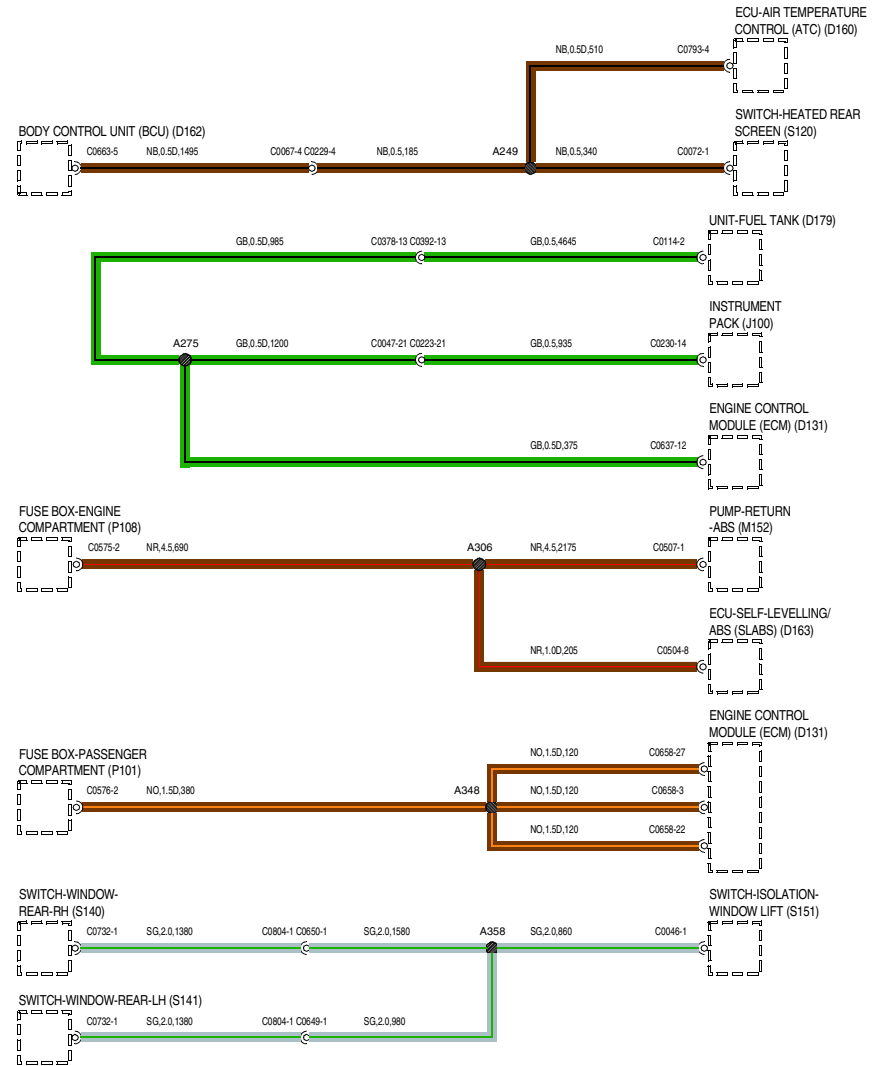 ECU-AIR TEMPERATURE
CONTROL (ATC) (D160)
NB,0.5D,510 C0793-4
SWITCH-HEATED REAR
SCREEN (S120)
BODY CONTROL UNIT (BCU) (D162)
C0663-5 NB,0.5D,1495 C0067-4 C0229-4 NB,0.5,185 A249 NB,0.5,340 C0072-1
UNIT-FUEL TANK (D179)
GB,0.5D,985 C0378-13 C0392-13 GB,0.5,4645 C0114-2
INSTRUMENT
PACK (J100)
A275 GB,0.5D,1200 C0047-21 C0223-21 GB,0.5,935 C0230-14
ENGINE CONTROL
MODULE (ECM) (D131)
GB,0.5D,375 C0637-12
FUSE BOX-ENGINE
COMPARTMENT (P108)
PUMP-RETURN
-ABS (M152)
C0575-2 NR,4.5,690 A306 NR,4.5,2175 C0507-1
ECU-SELF-LEVELLING/
ABS (SLABS) (D163)
NR,1.0D,205 C0504-8
ENGINE CONTROL
MODULE (ECM) (D131)
FUSE BOX-PASSENGER
COMPARTMENT (P101)
NO,1.5D,120 C0658-27
C0576-2 NO,1.5D,380 A348 NO,1.5D,120 C0658-3
NO,1.5D,120 C0658-22
SWITCH-WINDOW-
REAR-RH (S140)
SWITCH-ISOLATION-
WINDOW LIFT (S151)
C0732-1 SG,2.0,1380 C0804-1 C0650-1 SG,2.0,1580 A358 SG,2.0,860 C0046-1
SWITCH-WINDOW-REAR-LH (S141)
C0732-1 SG,2.0,1380 C0804-1 C0649-1 SG,2.0,980